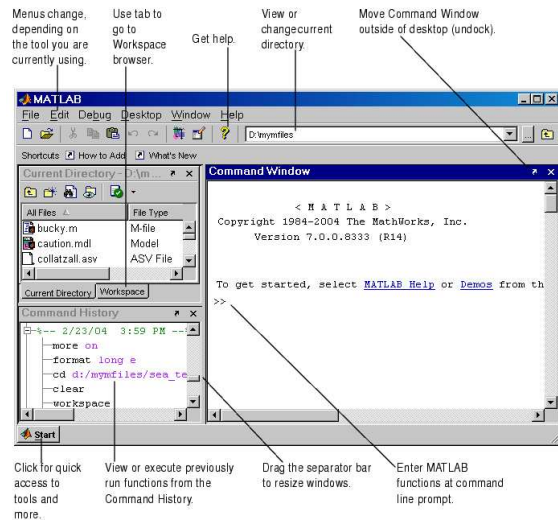 Menus change,
depending on
the tool you are
currently using.
Use tab to
go to
Workspace
browser.
Get help.
View or
changecurrent
directory.
Move Command Window
outside of desktop (undock).
MATLAB
File Edit Debug Desktop Window Help
D:\mymfiles
Shortcuts How to Add What's New
Current Directory - D:\m...
All Files File Type
bucky.m M-file
caution.mdl Model
collatzall.asv ASV File
Current Directory Workspace
Command History
%-- 2/23/04 3:59 PM --%
more on
format long e
cd d:/mymfiles/sea_te
clear
workspace
Command Window
< M A T L A B >
Copyright 1984-2004 The MathWorks, Inc.
Version 7.0.0.8333 (R14)
To get started, select MATLAB Help or Demos from th
>>
Start
Click for quick
access to
tools and
more.
View or execute previously
run functions from the
Command History.
Drag the separator bar
to resize windows.
Enter MATLAB
functions at command
line prompt.